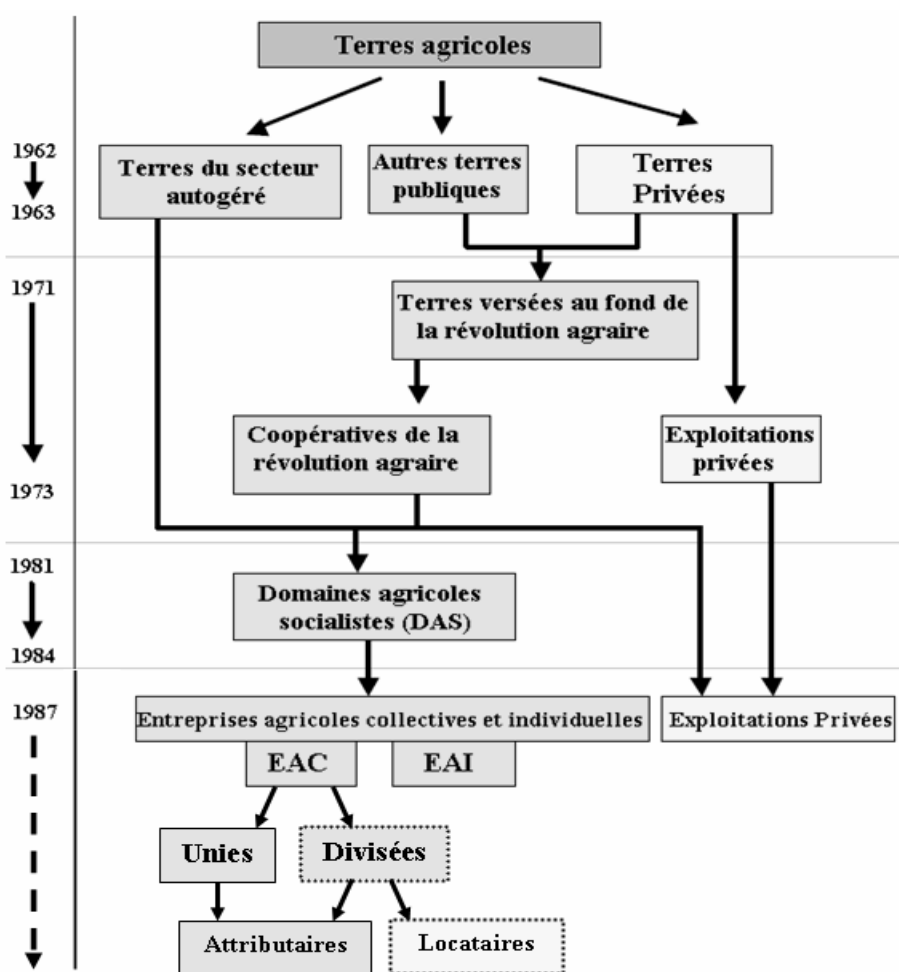 Terres agricoles
1962
1963
Terres du secteur
autogéré
Autres terres
publiques
Terres
Privées
1971
1973
Terres versées au fond de
la révolution agraire
Coopératives de la
révolution agraire
Exploitations
privées
1981
1984
Domaines agricoles
socialistes (DAS)
1987
Entreprises agricoles collectives et individuelles
Exploitations Privées
EAC
EAI
Unies
Divisées
Attributaires
Locataires